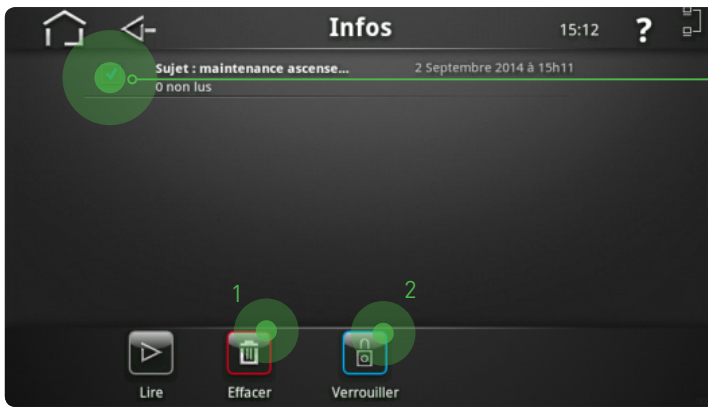 Infos
15:12
?
Sujet : maintenance ascense...
2 Septembre 2014 à 15h11
0 non lus
1
2
Lire
Effacer
Verrouiller